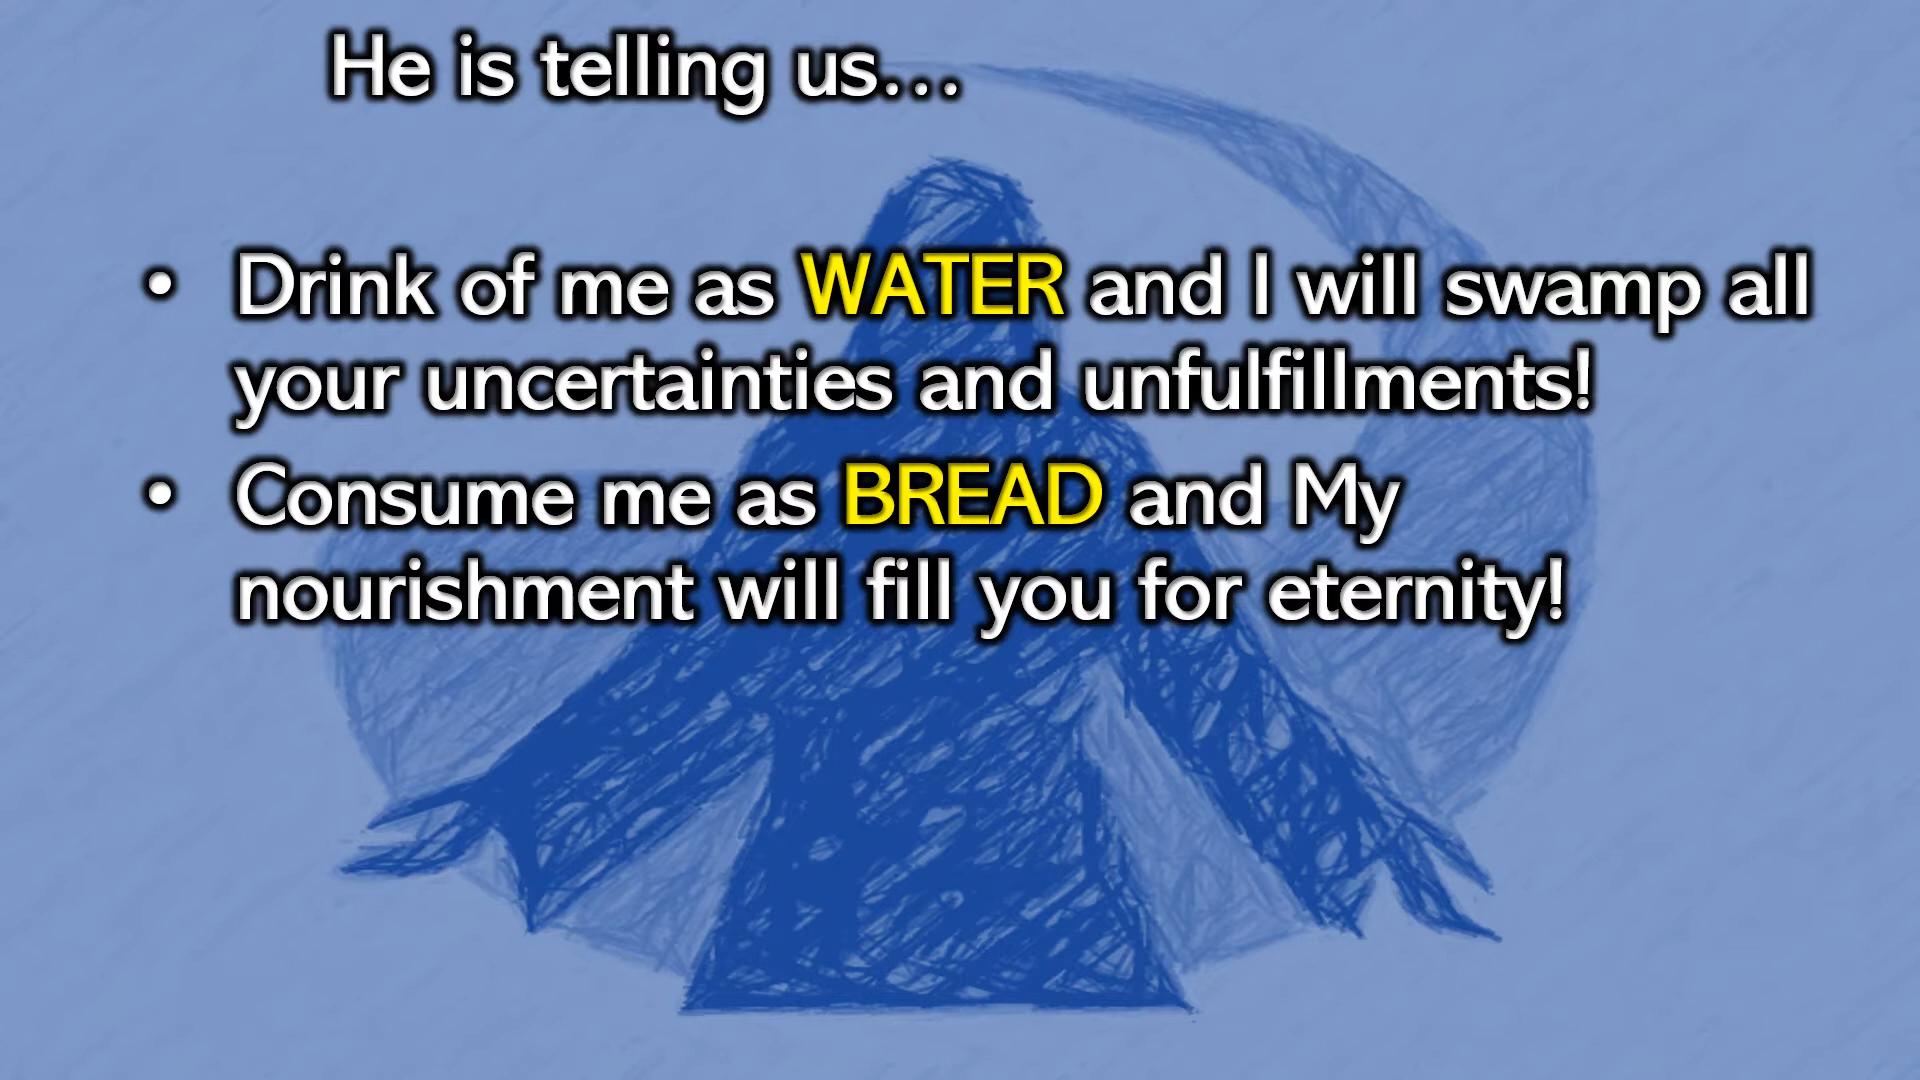 He is telling us...
• Drink of me as WATER and I will swamp all
your uncertainties and unfulfillments!
• Consume me as BREAD and My
nourishment will fill you for eternity!